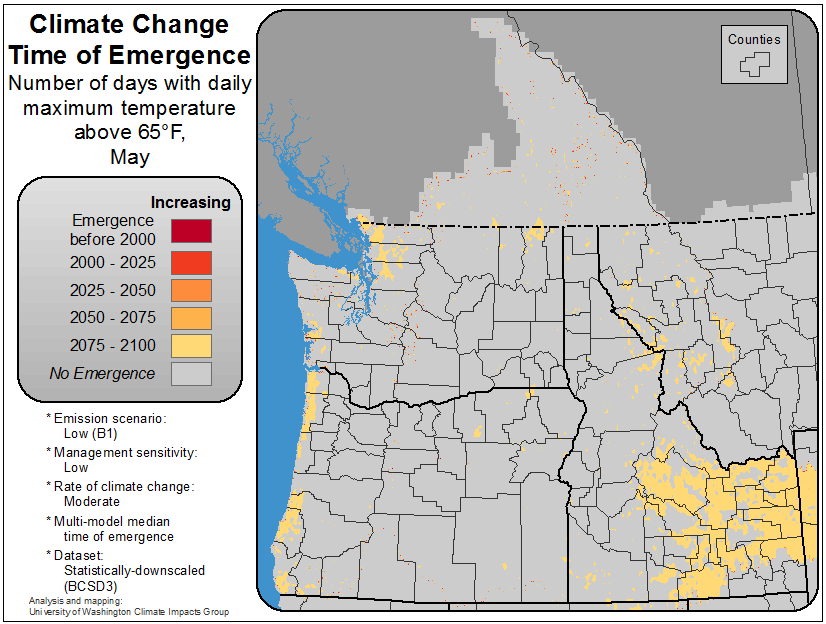 Climate Change
Time of Emergence
Number of days with daily
maximum temperature
above 65°F,
May
Increasing
Emergence
before 2000
2000 - 2025
2025 - 2050
2050 - 2075
2075 - 2100
No Emergence
* Emission scenario:
Low (B1)
* Management sensitivity:
Low
* Rate of climate change:
Moderate
* Multi-model median
time of emergence
* Dataset:
Statistically-downscaled
(BCSD3)
Analysis and mapping:
University of Washington Climate Impacts Group
Counties